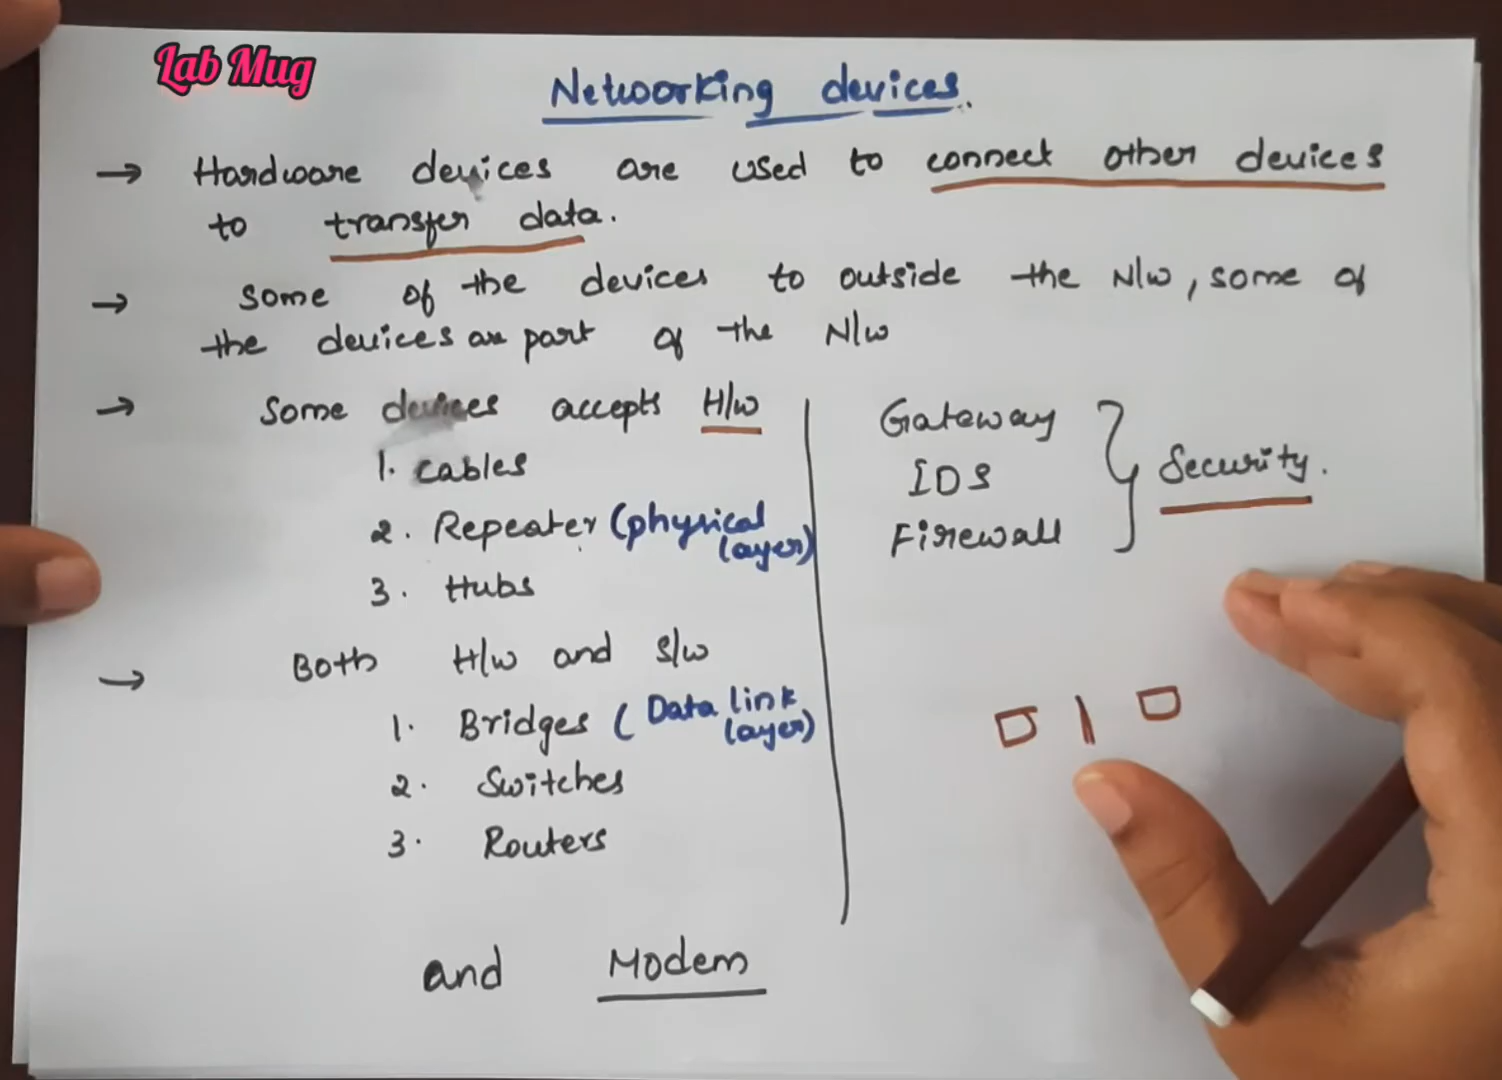 Lab Mug
Networking devices.
→ Hardware devices are used to connect other devices
to transfer data.
→ Some of the devices to outside the N/w, some of
the devices are part of the N/w
→ Some devices accepts H/w
1. cables
2. Repeater (physical
layer)
3. Hubs
→ Both H/w and S/w
1. Bridges (Data link
layer)
2. Switches
3. Routers
and Modem
Gateway
IDS
Firewall
Security.